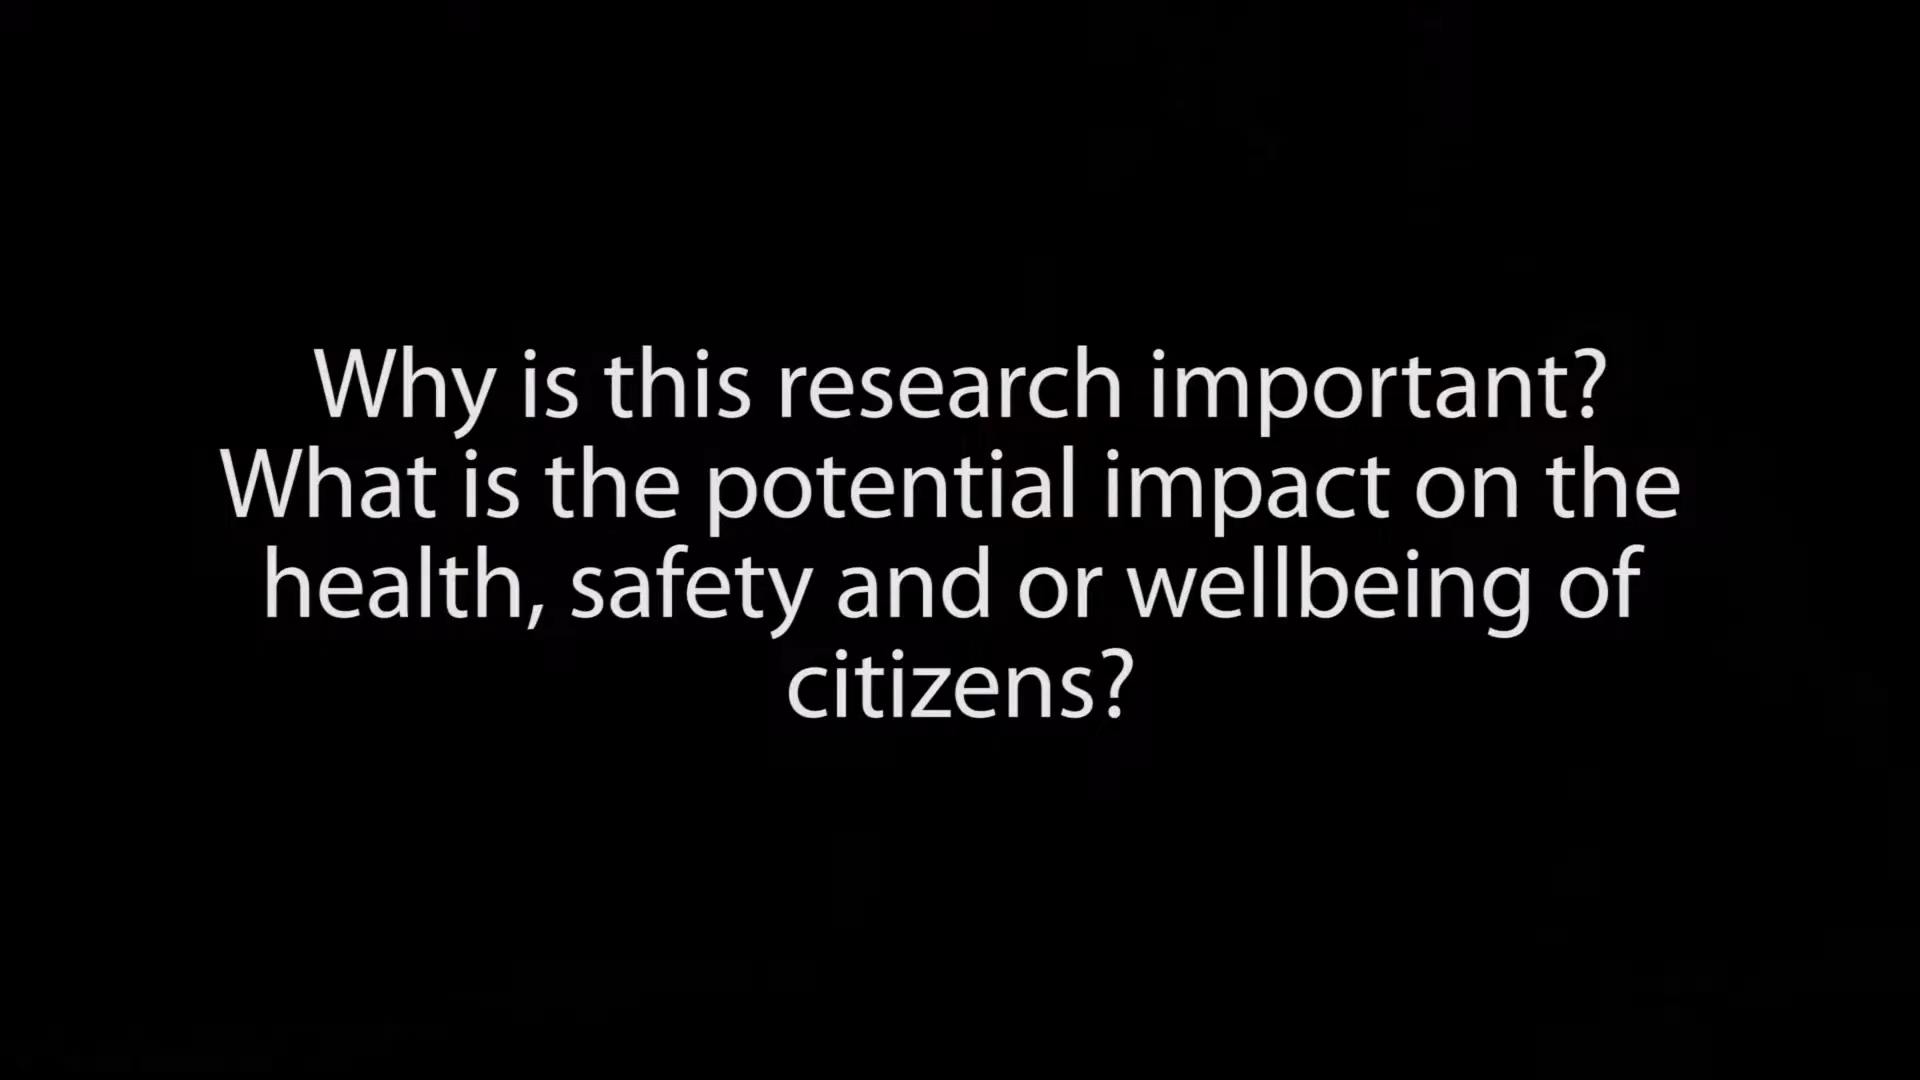 Why is this research important?
What is the potential impact on the
health, safety and or wellbeing of
citizens?